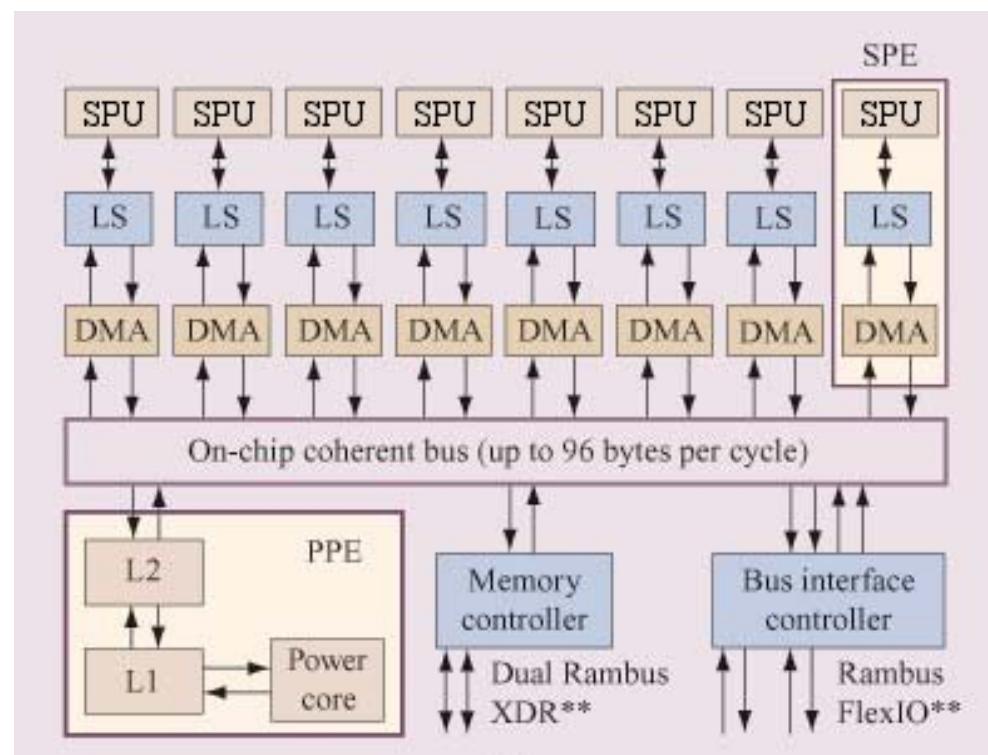 SPE
SPU SPU SPU SPU SPU SPU SPU SPU
LS LS LS LS LS LS LS LS
DMA DMA DMA DMA DMA DMA DMA DMA
On-chip coherent bus (up to 96 bytes per cycle)
PPE
L2
L1
Power
core
Memory
controller
Dual Rambus
XDR**
Bus interface
controller
Rambus
FlexIO**